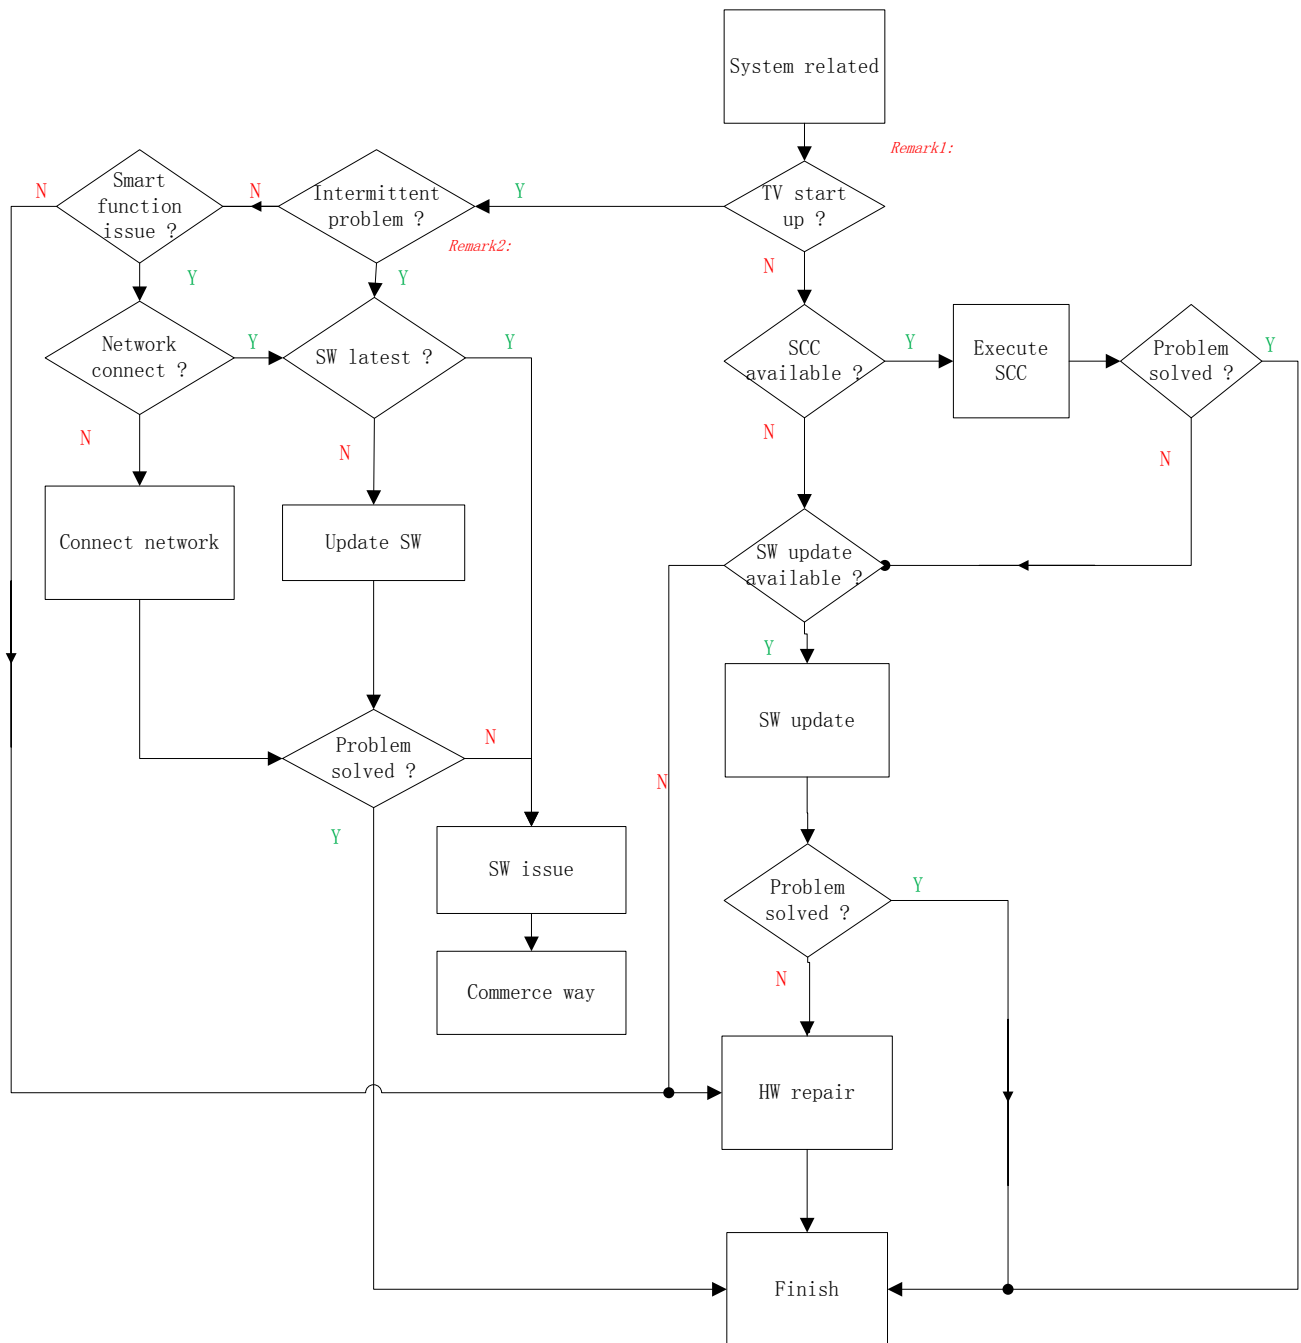 System related
Remark1:
Smart
function
issue ?
N
Intermittent
problem ?
N
Y
TV start
up ?
Remark2:
Y
Y
N
Network
connect ?
Y
SW latest ?
Y
SCC
available ?
Y
Execute
SCC
Problem
solved ?
Y
N
N
N
N
Connect network
Update SW
SW update
available ?
Y
SW update
N
Problem
solved ?
N
Y
SW issue
Problem
solved ?
Y
N
Commerce way
HW repair
Finish